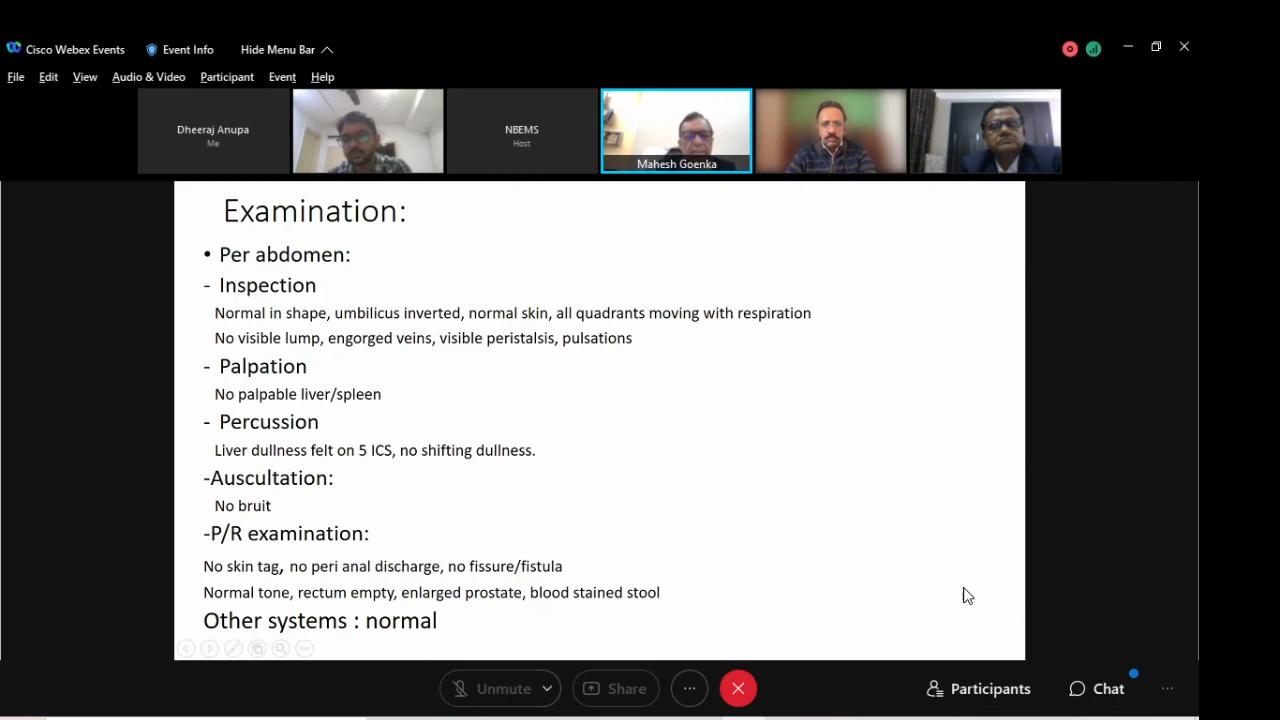 Cisco Webex Events Event Info Hide Menu Bar
File Edit View Audio & Video Participant Event Help
Dheeraj Anupa
Me
NBEMS
Host
Mahesh Goenka
Examination:
• Per abdomen:
- Inspection
Normal in shape, umbilicus inverted, normal skin, all quadrants moving with respiration
No visible lump, engorged veins, visible peristalsis, pulsations
- Palpation
No palpable liver/spleen
- Percussion
Liver dullness felt on 5 ICS, no shifting dullness.
-Auscultation:
No bruit
-P/R examination:
No skin tag, no peri anal discharge, no fissure/fistula
Normal tone, rectum empty, enlarged prostate, blood stained stool
Other systems : normal
Unmute Share Participants Chat